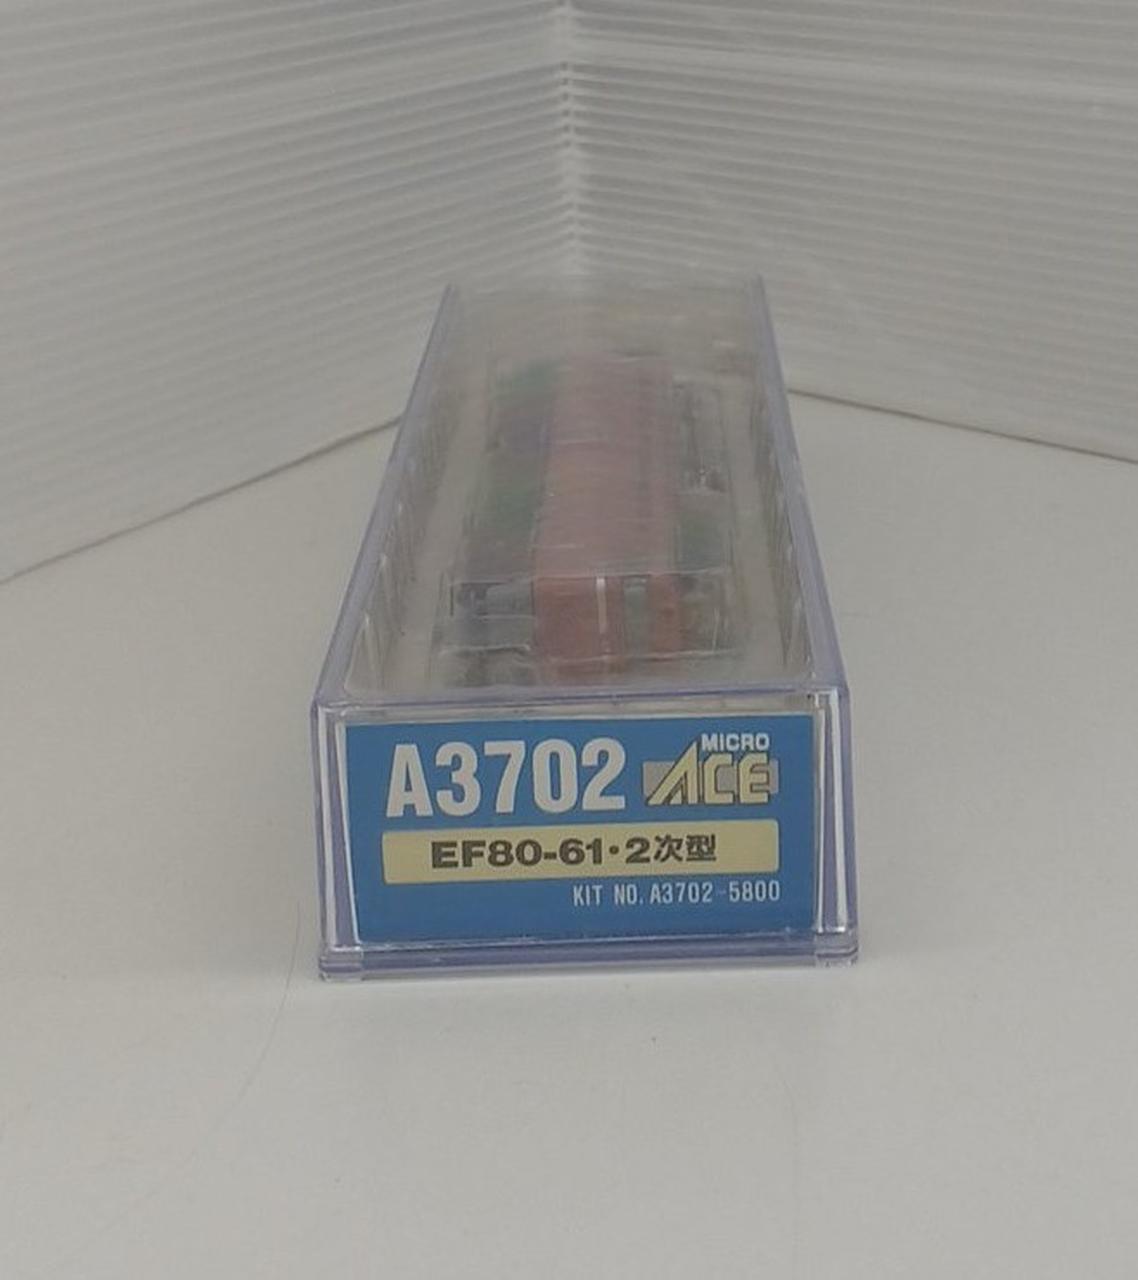 A3702
MICRO
ACE
EF80-61・2次型
KIT NO. A3702-5800